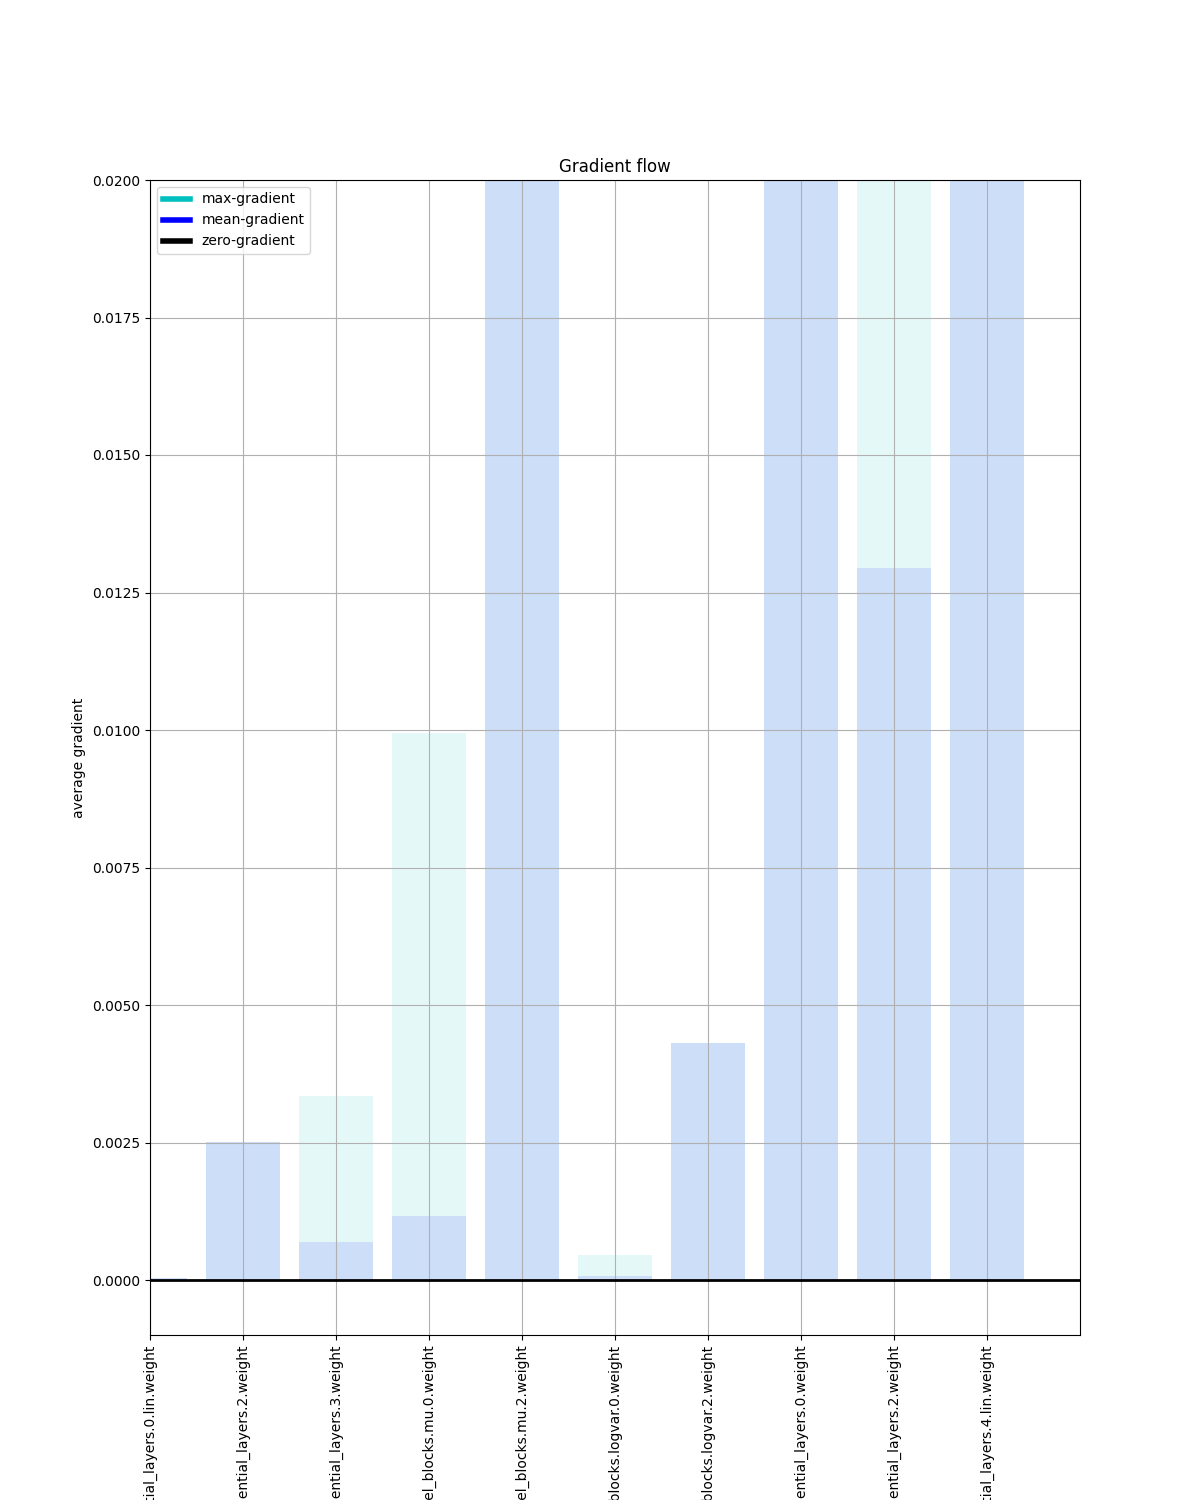 Gradient flow
max-gradient
mean-gradient
zero-gradient
average gradient
0.0200
0.0175
0.0150
0.0125
0.0100
0.0075
0.0050
0.0025
0.0000
tial_layers.0.lin.weight
ential_layers.2.weight
ential_layers.3.weight
el_blocks.mu.0.weight
el_blocks.mu.2.weight
blocks.logvar.0.weight
blocks.logvar.2.weight
ential_layers.0.weight
ential_layers.2.weight
tial_layers.4.lin.weight